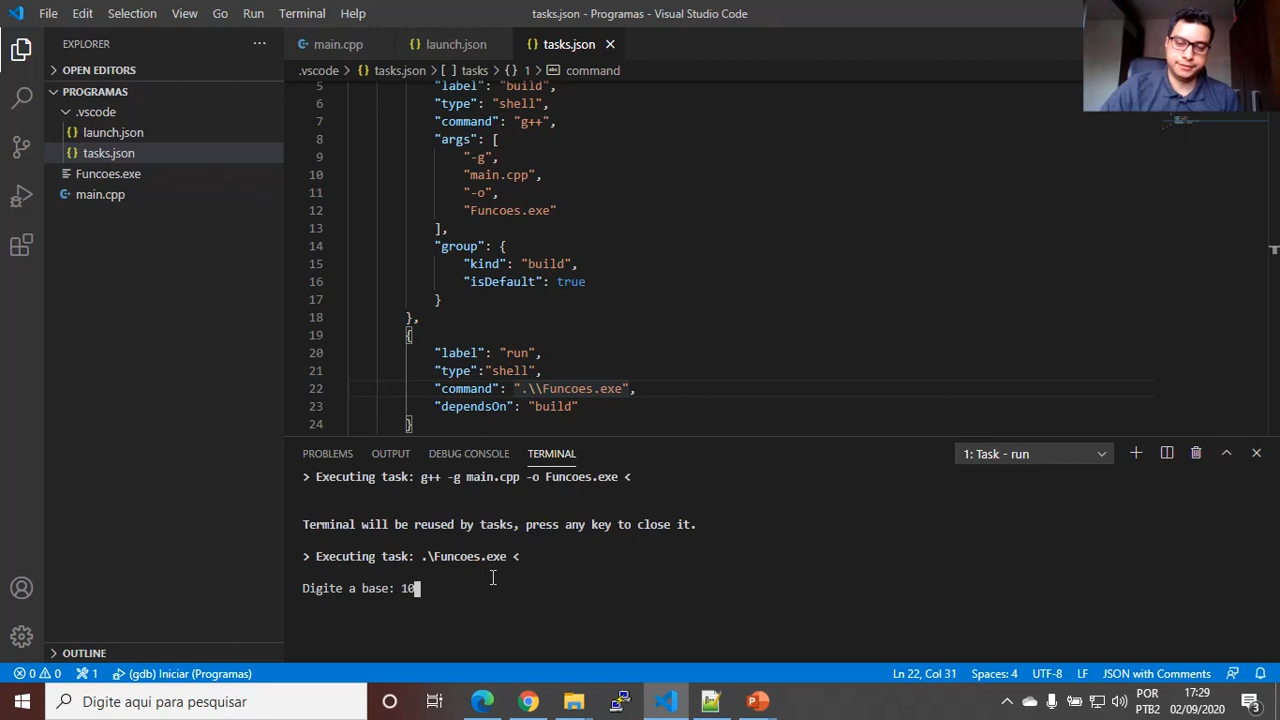 File Edit Selection View Go Run Terminal Help
tasks.json - Programas - Visual Studio Code
EXPLORER
main.cpp
launch.json
tasks.json
OPEN EDITORS
.vscode > tasks.json > [ ] tasks > {} 1 > command
PROGRAMAS
.vscode
launch.json
tasks.json
Funcoes.exe
main.cpp
5 "label": "build",
6 "type": "shell",
7 "command": "g++",
8 "args": [
9 "-g",
10 "main.cpp",
11 "-o",
12 "Funcoes.exe"
13 ],
14 "group": {
15 "kind": "build",
16 "isDefault": true
17 }
18 },
19 {
20 "label": "run",
21 "type":"shell",
22 "command": ".\\Funcoes.exe",
23 "dependsOn": "build"
24 }
PROBLEMS OUTPUT DEBUG CONSOLE TERMINAL
1: Task - run
> Executing task: g++ -g main.cpp -o Funcoes.exe <
Terminal will be reused by tasks, press any key to close it.
> Executing task: .\Funcoes.exe <
Digite a base: 10
OUTLINE
0 0 1 (gdb) Iniciar (Programas)
Ln 22, Col 31 Spaces: 4 UTF-8 LF JSON with Comments
Digite aqui para pesquisar
POR
PTB2
17:29
02/09/2020
3